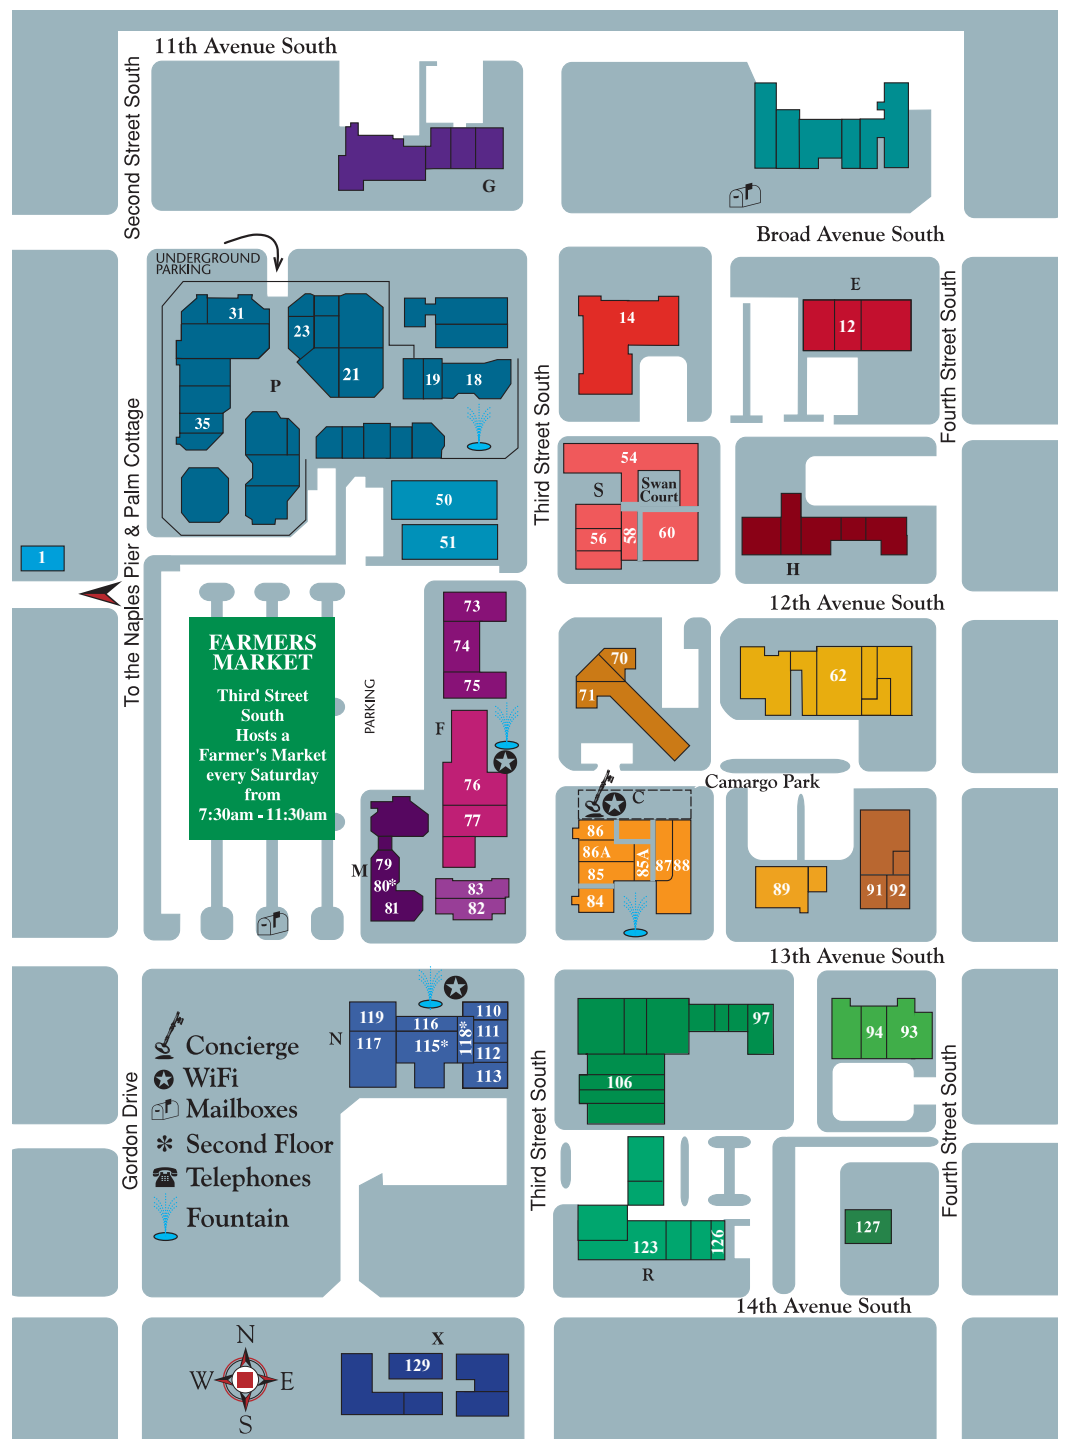 11th Avenue South
Second Street South
G
Broad Avenue South
UNDERGROUND
PARKING
31
23
21
P
35
19
18
14
E
12
Fourth Street South
Third Street South
To the Naples Pier & Palm Cottage
50
51
1
54
S
Swan
Court
56
58
60
H
12th Avenue South
FARMERS
MARKET
Third Street
South
Hosts a
Farmer's Market
every Saturday
from
7:30am - 11:30am
PARKING
73
74
75
F
76
77
M
79
80*
81
83
82
70
71
62
Camargo Park
C
86
86A
85
85A
87
88
84
89
91
92
13th Avenue South
N
119
117
116
115*
118*
110
111
112
113
97
106
94
93
Concierge
WiFi
Mailboxes
* Second Floor
Telephones
Fountain
Gordon Drive
Third Street South
Fourth Street South
123
126
R
127
14th Avenue South
N
W
E
S
X
129